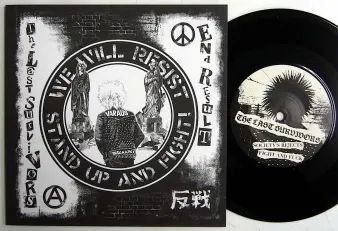 The Last Survivors
End Result
WE WILL RESIST
STAND UP AND FIGHT!
VARAUS
反戦
THE LAST SURVIVORS
SOCIETY'S REJECTS
FIGHT AND FUCK